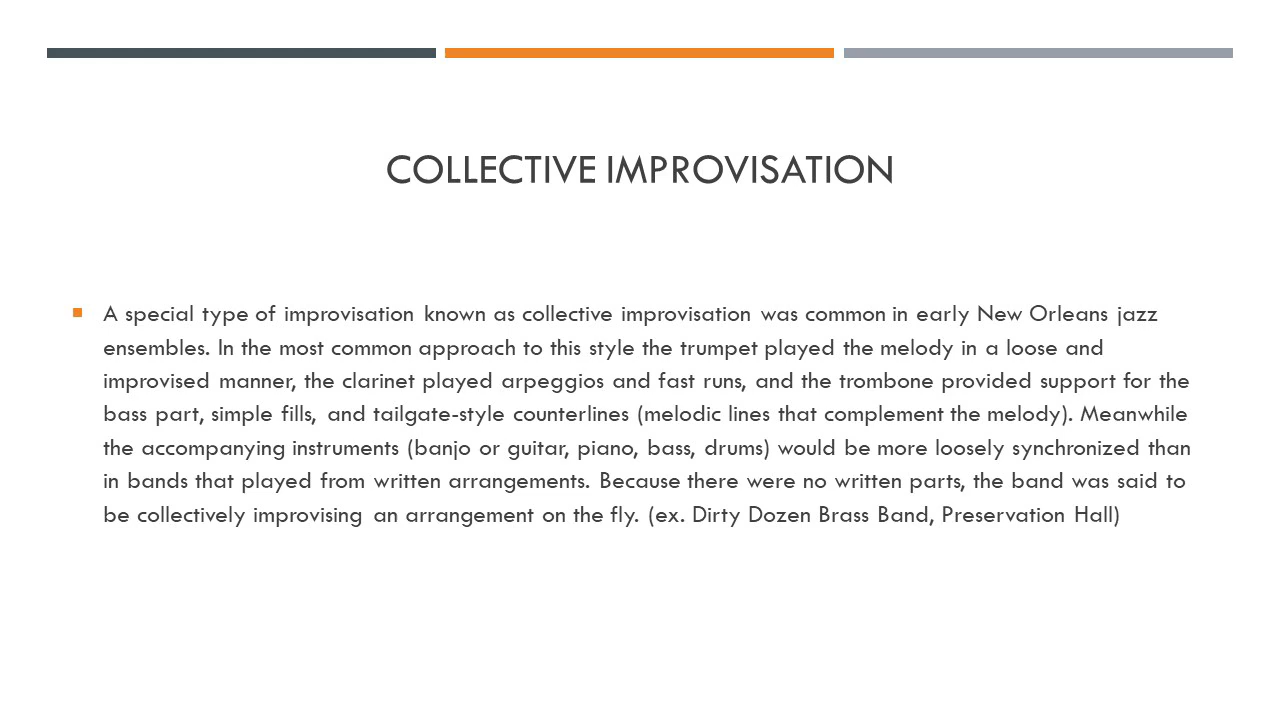 COLLECTIVE IMPROVISATION
A special type of improvisation known as collective improvisation was common in early New Orleans jazz
ensembles. In the most common approach to this style the trumpet played the melody in a loose and
improvised manner, the clarinet played arpeggios and fast runs, and the trombone provided support for the
bass part, simple fills, and tailgate-style counterlines (melodic lines that complement the melody). Meanwhile
the accompanying instruments (banjo or guitar, piano, bass, drums) would be more loosely synchronized than
in bands that played from written arrangements. Because there were no written parts, the band was said to
be collectively improvising an arrangement on the fly. (ex. Dirty Dozen Brass Band, Preservation Hall)